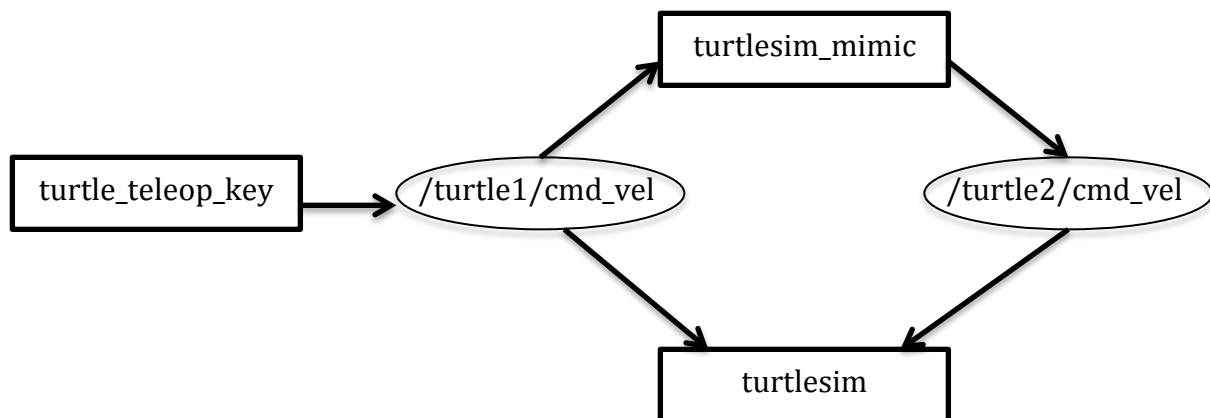 turtlesim_mimic
turtle_teleop_key
/turtle1/cmd_vel
/turtle2/cmd_vel
turtlesim